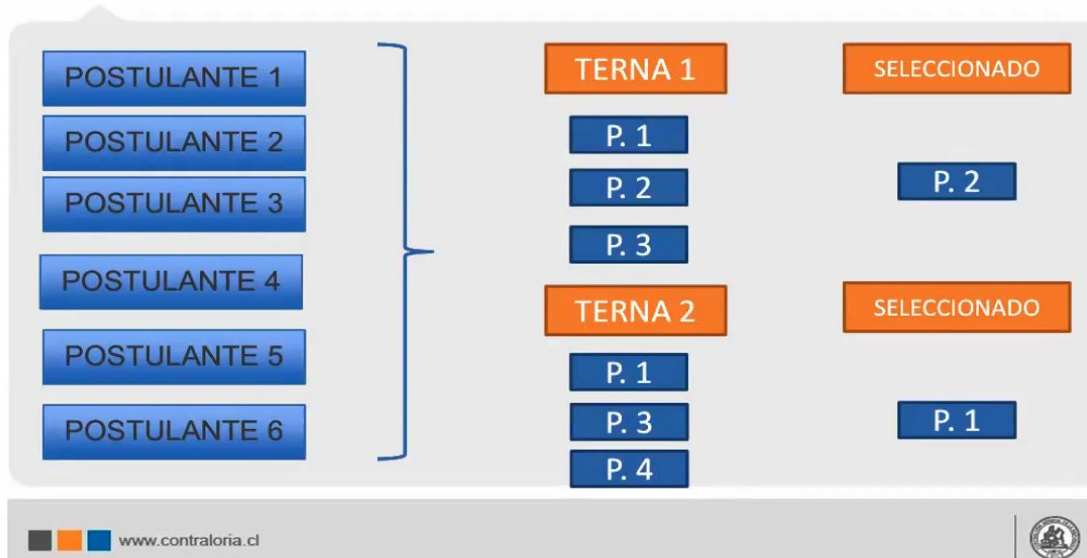 POSTULANTE 1
POSTULANTE 2
POSTULANTE 3
POSTULANTE 4
POSTULANTE 5
POSTULANTE 6
TERNA 1
P. 1
P. 2
P. 3
TERNA 2
P. 1
P. 3
P. 4
SELECCIONADO
P. 2
SELECCIONADO
P. 1
www.contraloria.cl